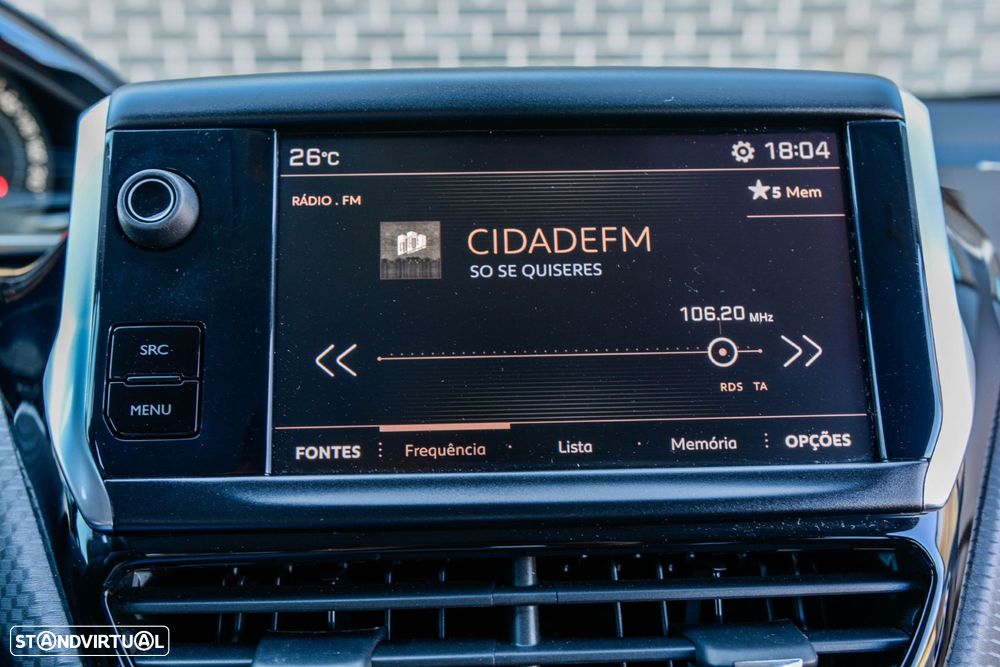 26°C
18:04
RÁDIO . FM
★5 Mem
CIDADEFM
SO SE QUISERES
106.20 MHz
SRC
MENU
RDS TA
FONTES
Frequência
Lista
Memória
OPÇÕES
STANDVIRTUAL